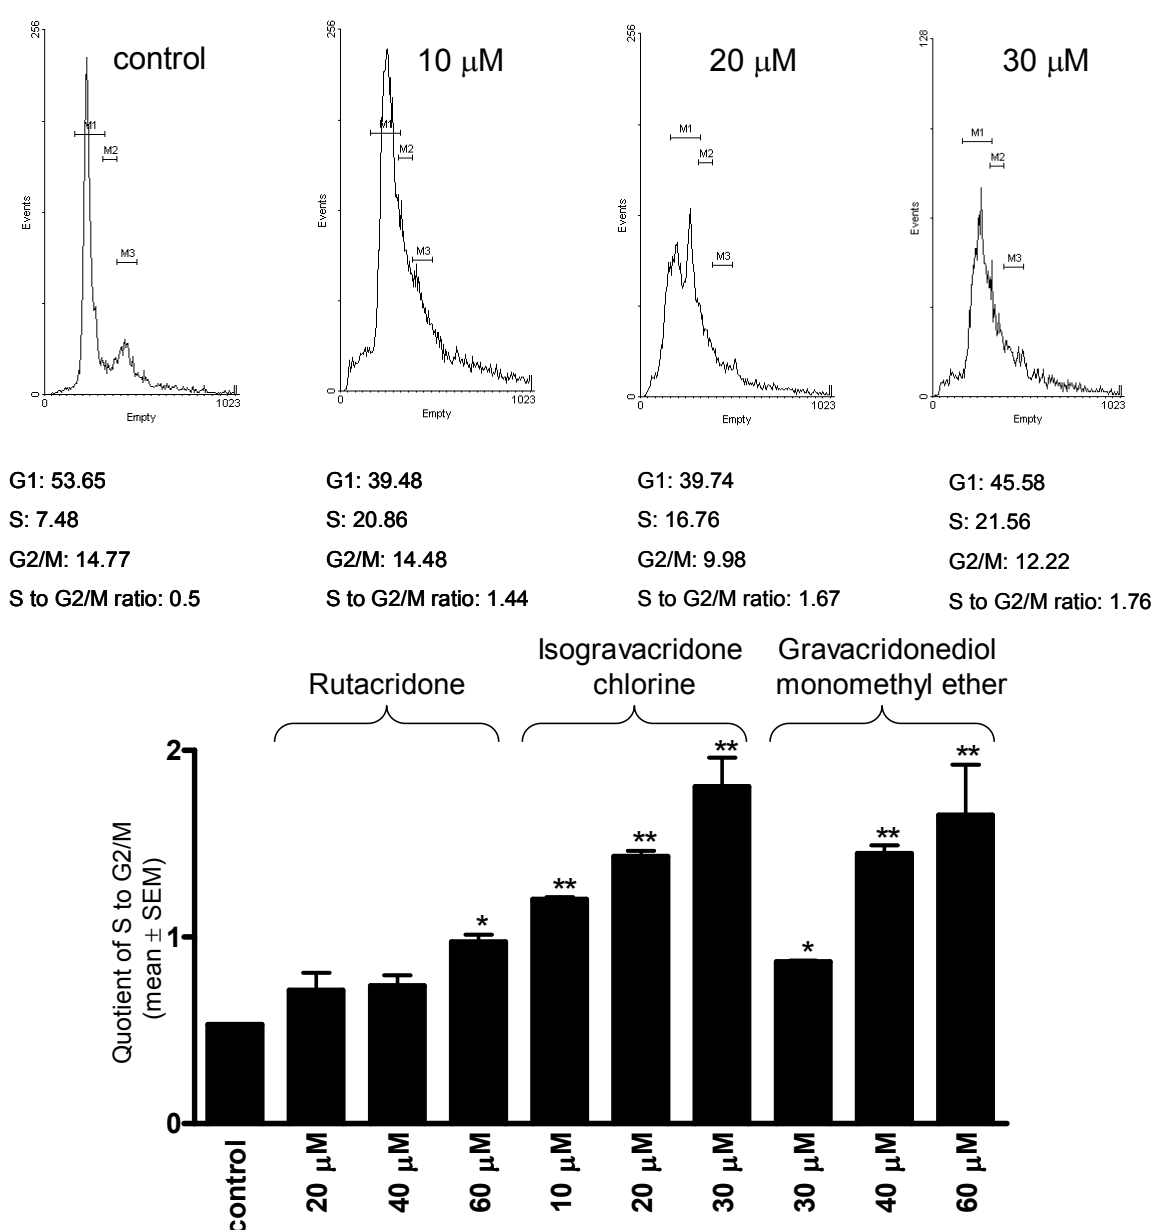 control
10 μM
20 μM
30 μM
256
Events
0
M1
M2
M3
0
1023
Empty
256
Events
0
M1
M2
M3
0
1023
Empty
256
Events
0
M1
M2
M3
0
1023
Empty
128
Events
0
M1
M2
M3
0
1023
Empty
G1: 53.65
S: 7.48
G2/M: 14.77
S to G2/M ratio: 0.5
G1: 39.48
S: 20.86
G2/M: 14.48
S to G2/M ratio: 1.44
G1: 39.74
S: 16.76
G2/M: 9.98
S to G2/M ratio: 1.67
G1: 45.58
S: 21.56
G2/M: 12.22
S to G2/M ratio: 1.76
Rutacridone
Isogravacridone
chlorine
Gravacridonediol
monomethyl ether
Quotient of S to G2/M
(mean ± SEM)
2
1
0
*
**
**
**
*
**
**
control
20 μM
40 μM
60 μM
10 μM
20 μM
30 μM
30 μM
40 μM
60 μM